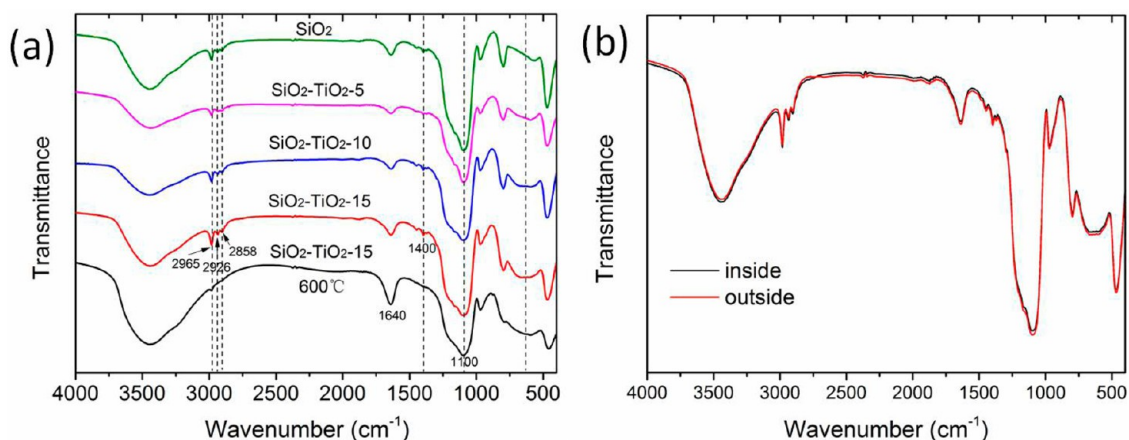 (a)
SiO₂
SiO₂-TiO₂-5
SiO₂-TiO₂-10
SiO₂-TiO₂-15
2965
2926
2858
1400
SiO₂-TiO₂-15
600℃
1640
1100
Transmittance
4000 3500 3000 2500 2000 1500 1000 500
Wavenumber (cm⁻¹)
(b)
inside
outside
Transmittance
4000 3500 3000 2500 2000 1500 1000 500
Wavenumber (cm⁻¹)